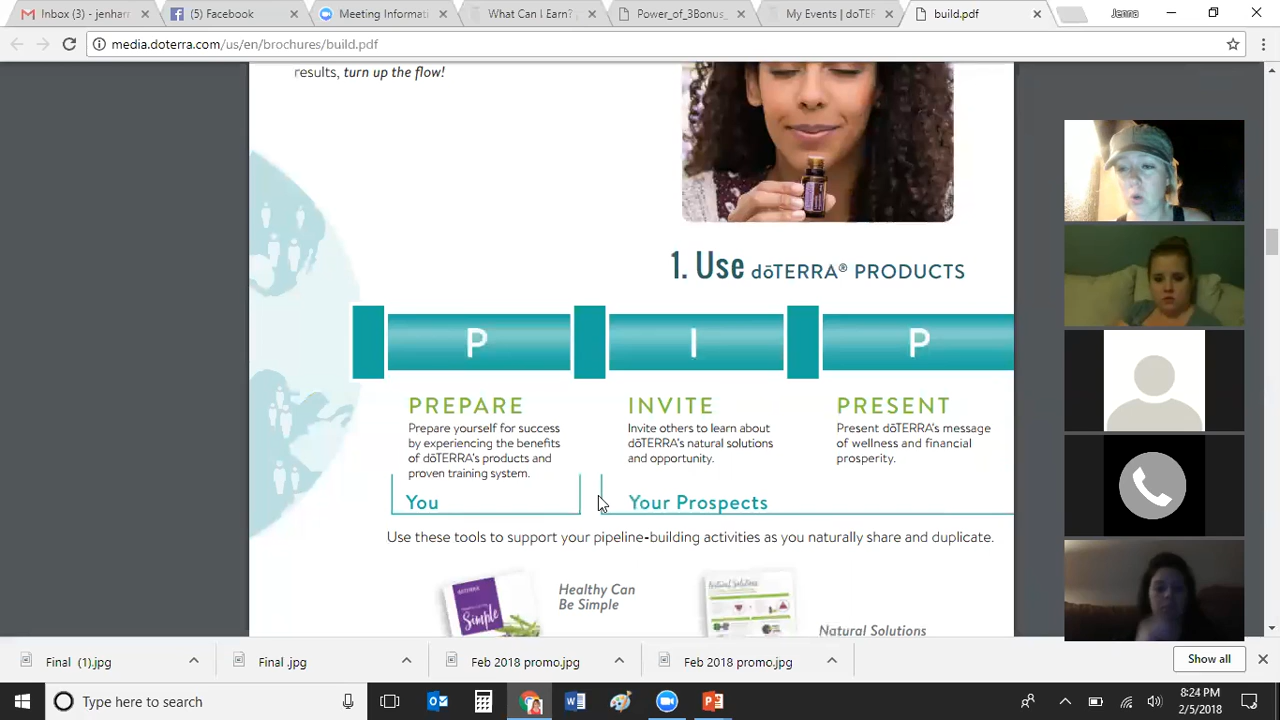 Inbox (3) - jenhar
(5) Facebook
Meeting Informati
What Can I Earn?
Power_of_3Bonus_
My Events | doTE
build.pdf
Jenna
media.doterra.com/us/en/brochures/build.pdf
results, turn up the flow!
1. Use dōTERRA® PRODUCTS
P
I
P
PREPARE
Prepare yourself for success
by experiencing the benefits
of dōTERRA's products and
proven training system.
INVITE
Invite others to learn about
dōTERRA's natural solutions
and opportunity.
PRESENT
Present dōTERRA's message
of wellness and financial
prosperity.
You
Your Prospects
Use these tools to support your pipeline-building activities as you naturally share and duplicate.
Simple
Healthy Can
Be Simple
Natural Solutions
Natural Solutions
Final (1).jpg
Final .jpg
Feb 2018 promo.jpg
Feb 2018 promo.jpg
Show all
Type here to search
8:24 PM
2/5/2018